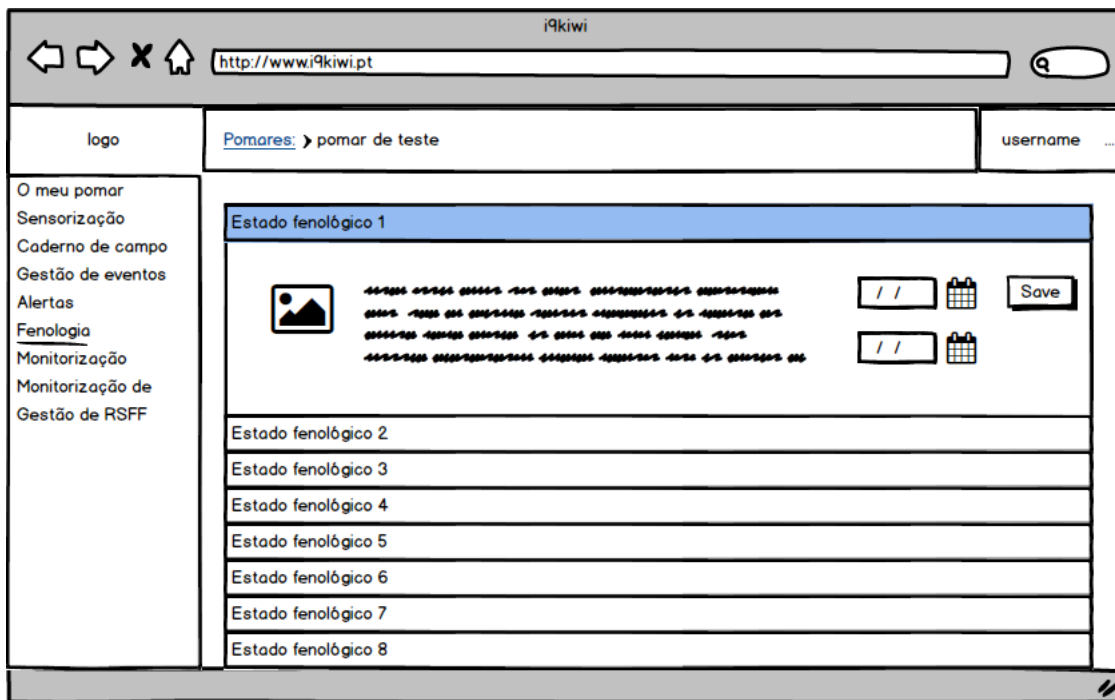 i9kiwi
http://www.i9kiwi.pt
logo
Pomares: pomar de teste
username ...
O meu pomar
Sensorização
Caderno de campo
Gestão de eventos
Alertas
Fenologia
Monitorização
Monitorização de
Gestão de RSFF
Estado fenológico 1
/ /
Save
/ /
Estado fenológico 2
Estado fenológico 3
Estado fenológico 4
Estado fenológico 5
Estado fenológico 6
Estado fenológico 7
Estado fenológico 8